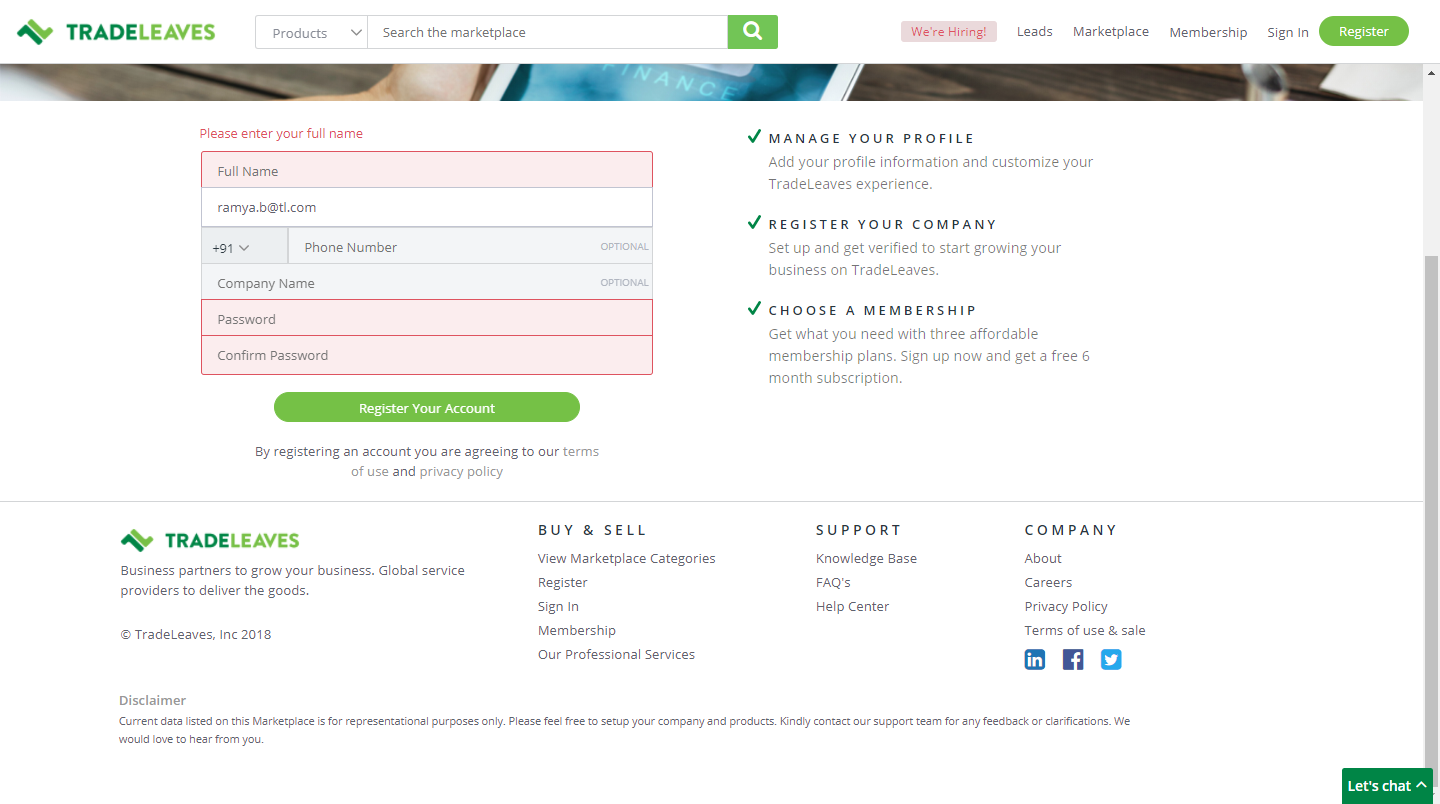 TRADELEAVES
Products
Search the marketplace
We're Hiring!
Leads
Marketplace
Membership
Sign In
Register
FINANCE
Please enter your full name
Full Name
ramya.b@tl.com
+91
Phone Number
OPTIONAL
Company Name
OPTIONAL
Password
Confirm Password
Register Your Account
By registering an account you are agreeing to our terms
of use and privacy policy
MANAGE YOUR PROFILE
Add your profile information and customize your
TradeLeaves experience.
REGISTER YOUR COMPANY
Set up and get verified to start growing your
business on TradeLeaves.
CHOOSE A MEMBERSHIP
Get what you need with three affordable
membership plans. Sign up now and get a free 6
month subscription.
TRADELEAVES
Business partners to grow your business. Global service
providers to deliver the goods.
© TradeLeaves, Inc 2018
BUY & SELL
View Marketplace Categories
Register
Sign In
Membership
Our Professional Services
SUPPORT
Knowledge Base
FAQ's
Help Center
COMPANY
About
Careers
Privacy Policy
Terms of use & sale
Disclaimer
Current data listed on this Marketplace is for representational purposes only. Please feel free to setup your company and products. Kindly contact our support team for any feedback or clarifications. We
would love to hear from you.
Let's chat